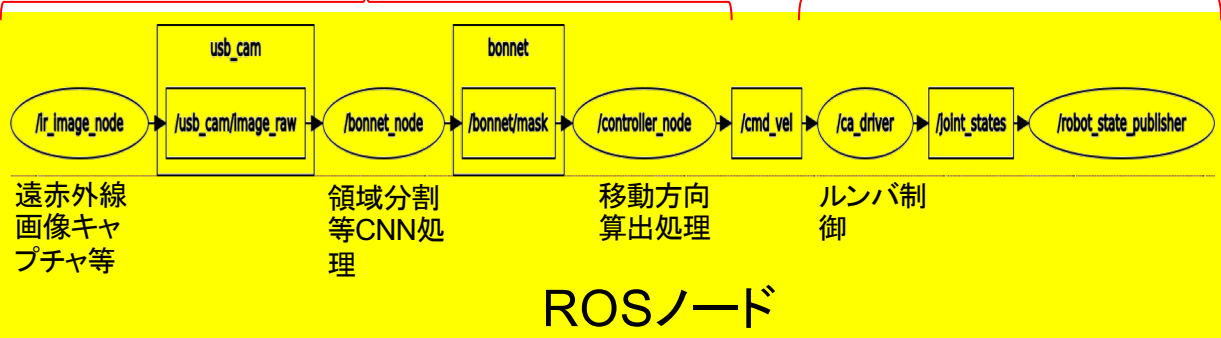 usb_cam
bonnet
/ir_image_node
/usb_cam/image_raw
/bonnet_node
/bonnet/mask
/controller_node
/cmd_vel
/ca_driver
/joint_states
/robot_state_publisher
遠赤外線
画像キャ
プチャ等
領域分割
等CNN処
理
移動方向
算出処理
ルンバ制
御
ROSノード